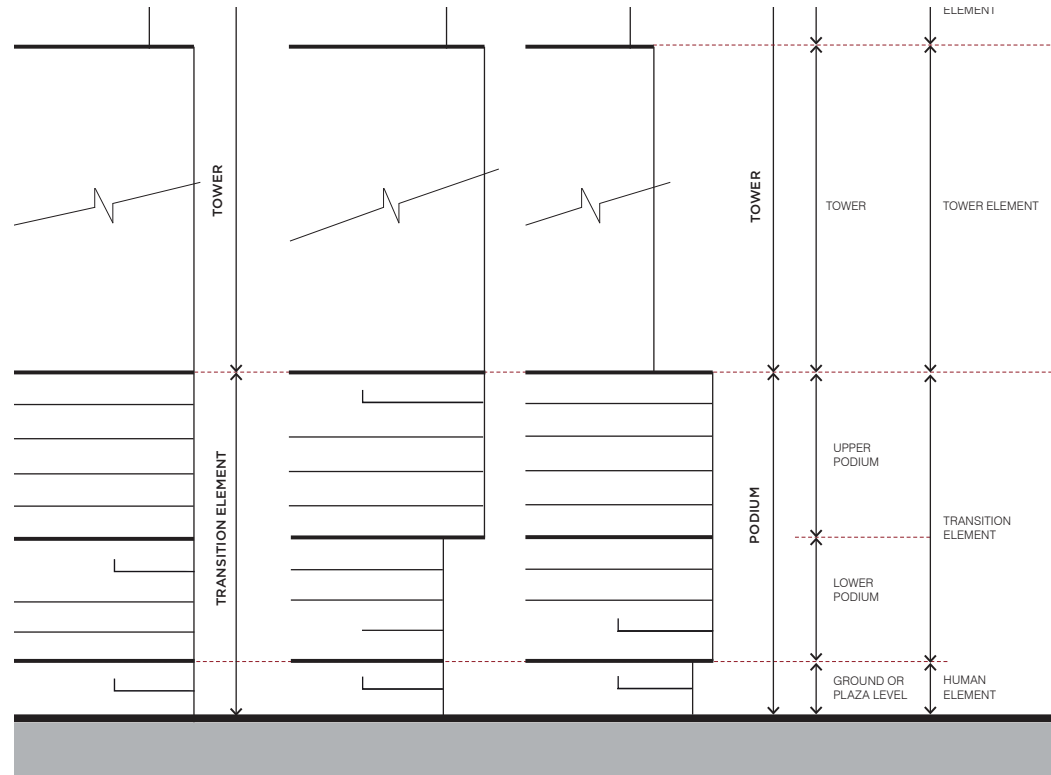 ELEMENT
TOWER
TOWER
TOWER
TOWER ELEMENT
TRANSITION ELEMENT
PODIUM
UPPER
PODIUM
TRANSITION
ELEMENT
LOWER
PODIUM
GROUND OR
PLAZA LEVEL
HUMAN
ELEMENT